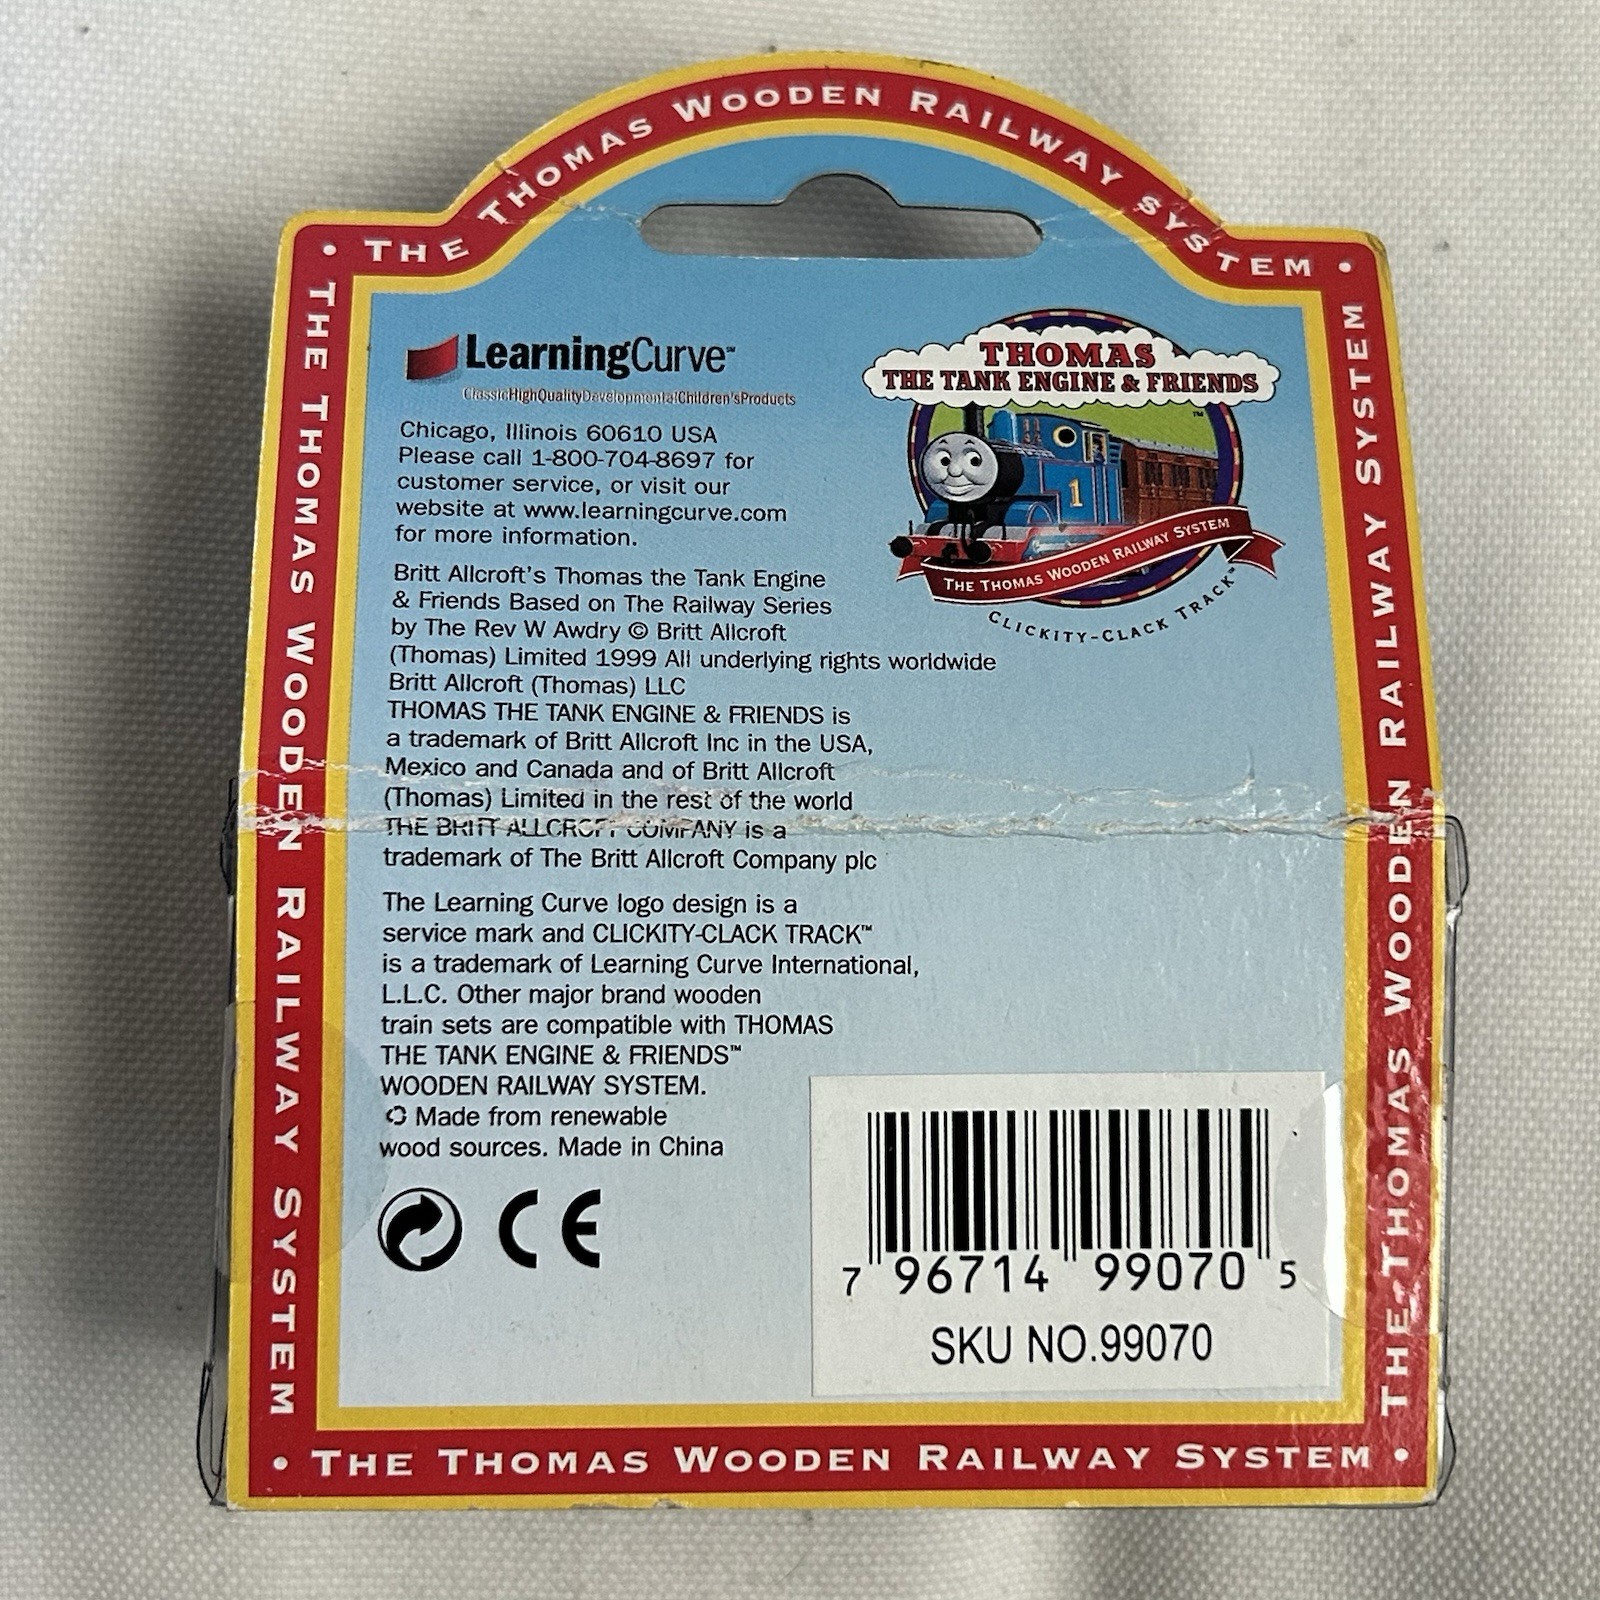 • THE THOMAS WOODEN RAILWAY SYSTEM •
THE THOMAS WOODEN RAILWAY SYSTEM
THE THOMAS WOODEN RAILWAY SYSTEM
LearningCurve℠
ClassicHighQualityDevelopmentalChildren'sProducts
THOMAS
THE TANK ENGINE & FRIENDS
™
1
THE THOMAS WOODEN RAILWAY SYSTEM
CLICKITY-CLACK TRACK™
Chicago, Illinois 60610 USA
Please call 1-800-704-8697 for
customer service, or visit our
website at www.learningcurve.com
for more information.
Britt Allcroft's Thomas the Tank Engine
& Friends Based on The Railway Series
by The Rev W Awdry © Britt Allcroft
(Thomas) Limited 1999 All underlying rights worldwide
Britt Allcroft (Thomas) LLC
THOMAS THE TANK ENGINE & FRIENDS is
a trademark of Britt Allcroft Inc in the USA,
Mexico and Canada and of Britt Allcroft
(Thomas) Limited in the rest of the world
THE BRITT ALLCROFT COMPANY is a
trademark of The Britt Allcroft Company plc
The Learning Curve logo design is a
service mark and CLICKITY-CLACK TRACK™
is a trademark of Learning Curve International,
L.L.C. Other major brand wooden
train sets are compatible with THOMAS
THE TANK ENGINE & FRIENDS™
WOODEN RAILWAY SYSTEM.
Made from renewable
wood sources. Made in China
CE
7 96714 99070 5
SKU NO.99070
• THE THOMAS WOODEN RAILWAY SYSTEM •